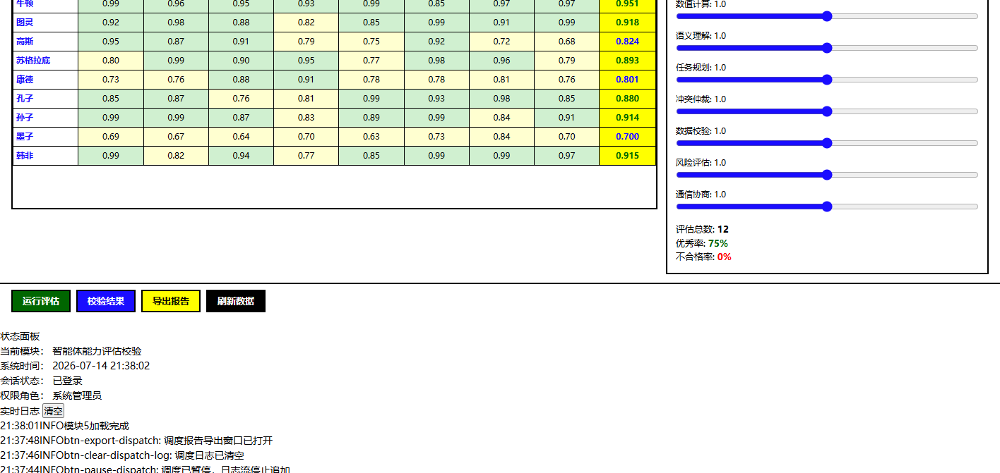 牛顿 0.99 0.96 0.95 0.93 0.99 0.85 0.97 0.97 0.951
图灵 0.92 0.98 0.88 0.82 0.85 0.99 0.91 0.99 0.918
高斯 0.95 0.87 0.91 0.79 0.75 0.92 0.72 0.68 0.824
苏格拉底 0.80 0.99 0.90 0.95 0.77 0.98 0.96 0.79 0.893
康德 0.73 0.76 0.88 0.91 0.78 0.78 0.81 0.76 0.801
孔子 0.85 0.87 0.76 0.81 0.99 0.93 0.98 0.85 0.880
孙子 0.99 0.99 0.87 0.83 0.89 0.99 0.84 0.91 0.914
墨子 0.69 0.67 0.64 0.70 0.63 0.73 0.84 0.70 0.700
韩非 0.99 0.82 0.94 0.77 0.85 0.99 0.99 0.97 0.915
数值计算: 1.0
语义理解: 1.0
任务规划: 1.0
冲突仲裁: 1.0
数据校验: 1.0
风险评估: 1.0
通信协商: 1.0
评估总数: 12
优秀率: 75%
不合格率: 0%
运行评估 校验结果 导出报告 刷新数据
状态面板
当前模块： 智能体能力评估校验
系统时间： 2026-07-14 21:38:02
会话状态： 已登录
权限角色： 系统管理员
实时日志 清空
21:38:01INFO模块5加载完成
21:37:48INFObtn-export-dispatch: 调度报告导出窗口已打开
21:37:46INFObtn-clear-dispatch-log: 调度日志已清空
21:37:44INFObtn-pause-dispatch: 调度已暂停，日志流停止追加